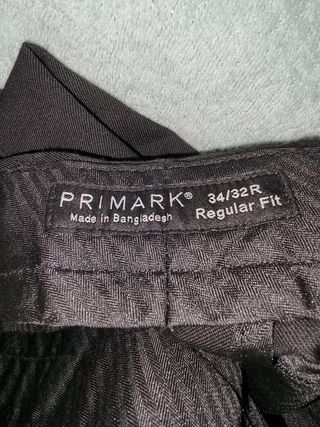 PRIMARK® 34/32R
Made in Bangladesh Regular Fit